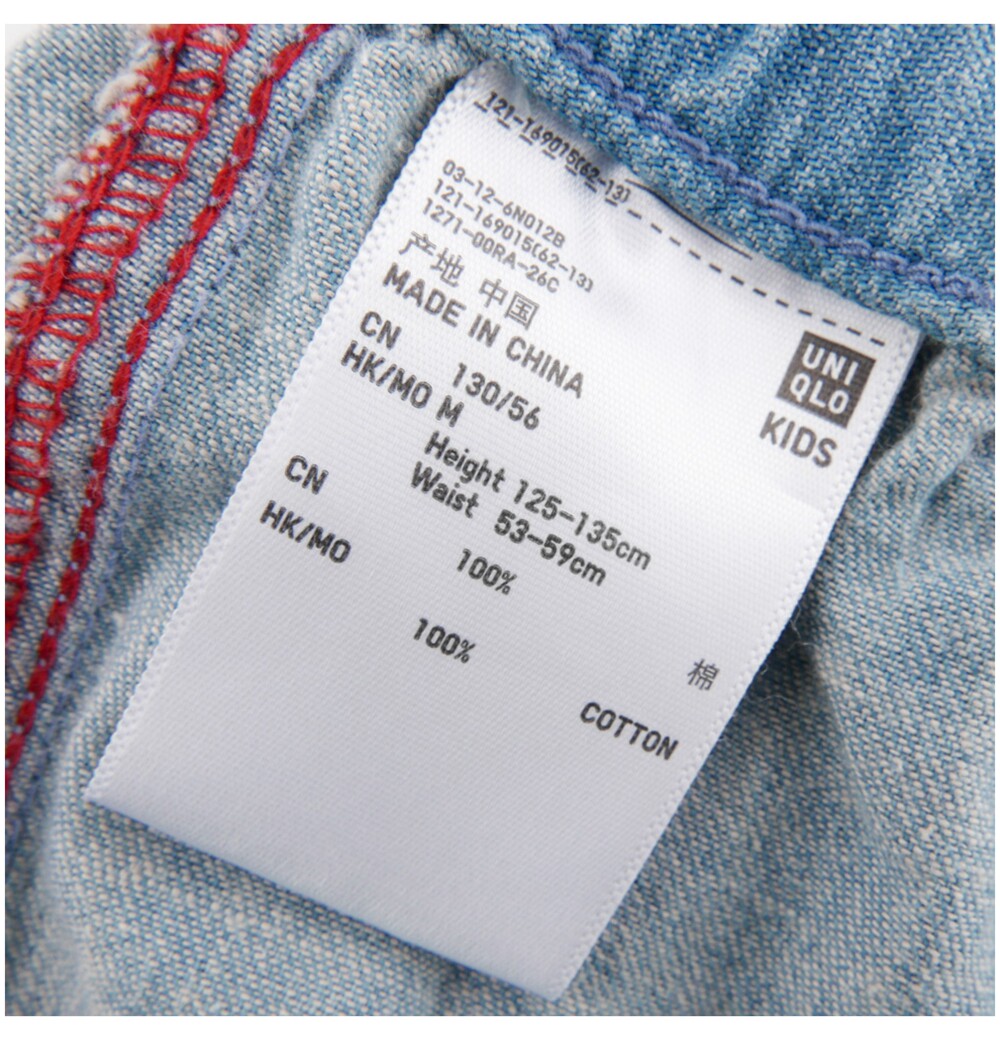 121-169015(62-13)
03-12-6N012B
121-169015(62-13)
1271-00RA-26C
产地 中国
MADE IN CHINA
CN 130/56
HK/MO M
Height 125-135cm
Waist 53-59cm
CN 100% 棉
HK/MO 100% COTTON
UNI
QLO
KIDS